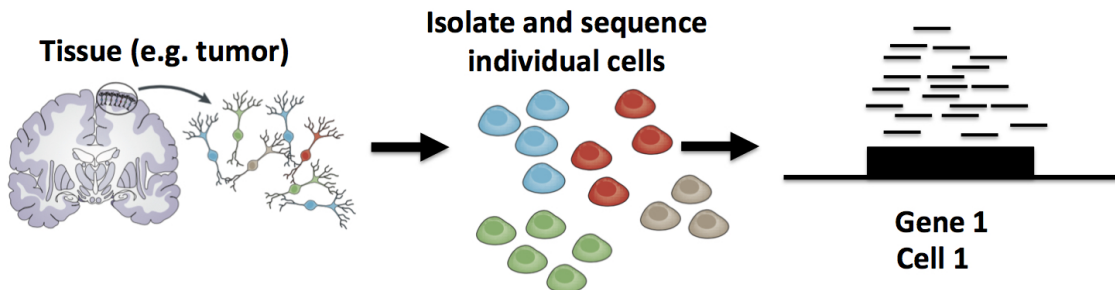 Tissue (e.g. tumor)
Isolate and sequence
individual cells
Gene 1
Cell 1